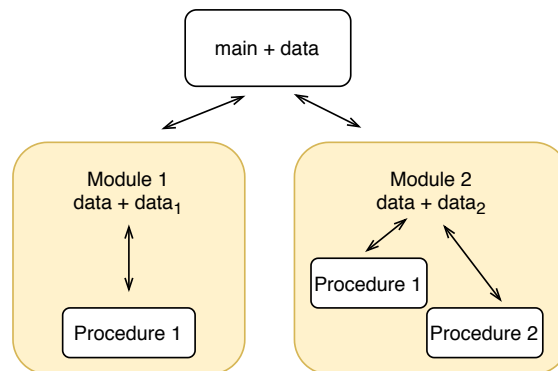 main + data
Module 1
data + data₁
Procedure 1
Module 2
data + data₂
Procedure 1
Procedure 2